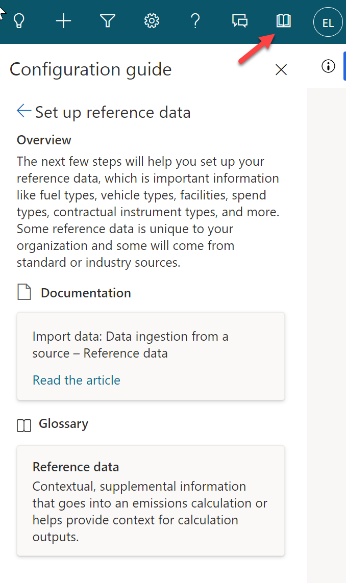 ?
EL
Configuration guide
Set up reference data
Overview
The next few steps will help you set up your
reference data, which is important information
like fuel types, vehicle types, facilities, spend
types, contractual instrument types, and more.
Some reference data is unique to your
organization and some will come from
standard or industry sources.
Documentation
Import data: Data ingestion from a
source – Reference data
Read the article
Glossary
Reference data
Contextual, supplemental information
that goes into an emissions calculation or
helps provide context for calculation
outputs.